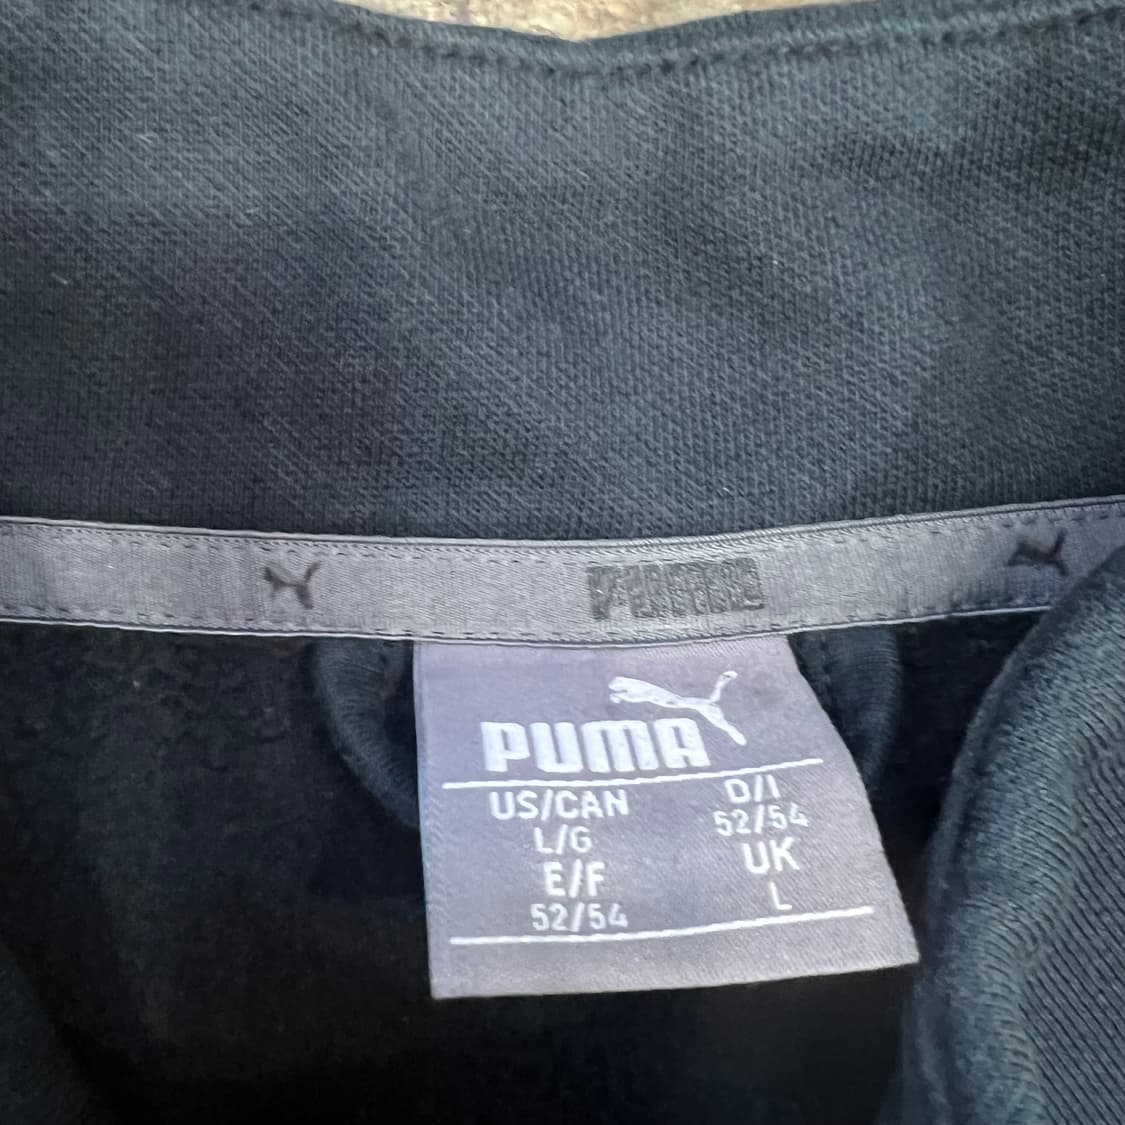 PUMA
PUMA
US/CAN
L/G
E/F
52/54
D/I
52/54
UK
L